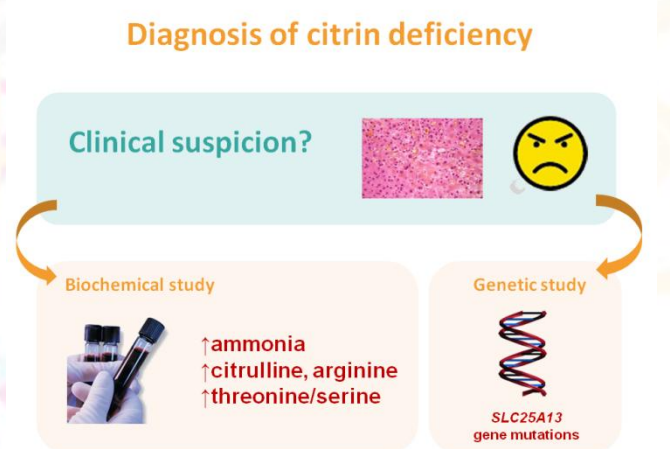 Diagnosis of citrin deficiency
Clinical suspicion?
Biochemical study
↑ammonia
↑citrulline, arginine
↑threonine/serine
Genetic study
SLC25A13
gene mutations